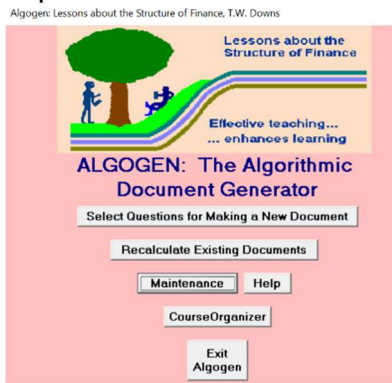 Algogen: Lessons about the Structure of Finance, T.W. Downs
Lessons about the
Structure of Finance
Effective teaching...
... enhances learning
ALGOGEN: The Algorithmic
Document Generator
Select Questions for Making a New Document
Recalculate Existing Documents
Maintenance Help
CourseOrganizer
Exit
Algogen